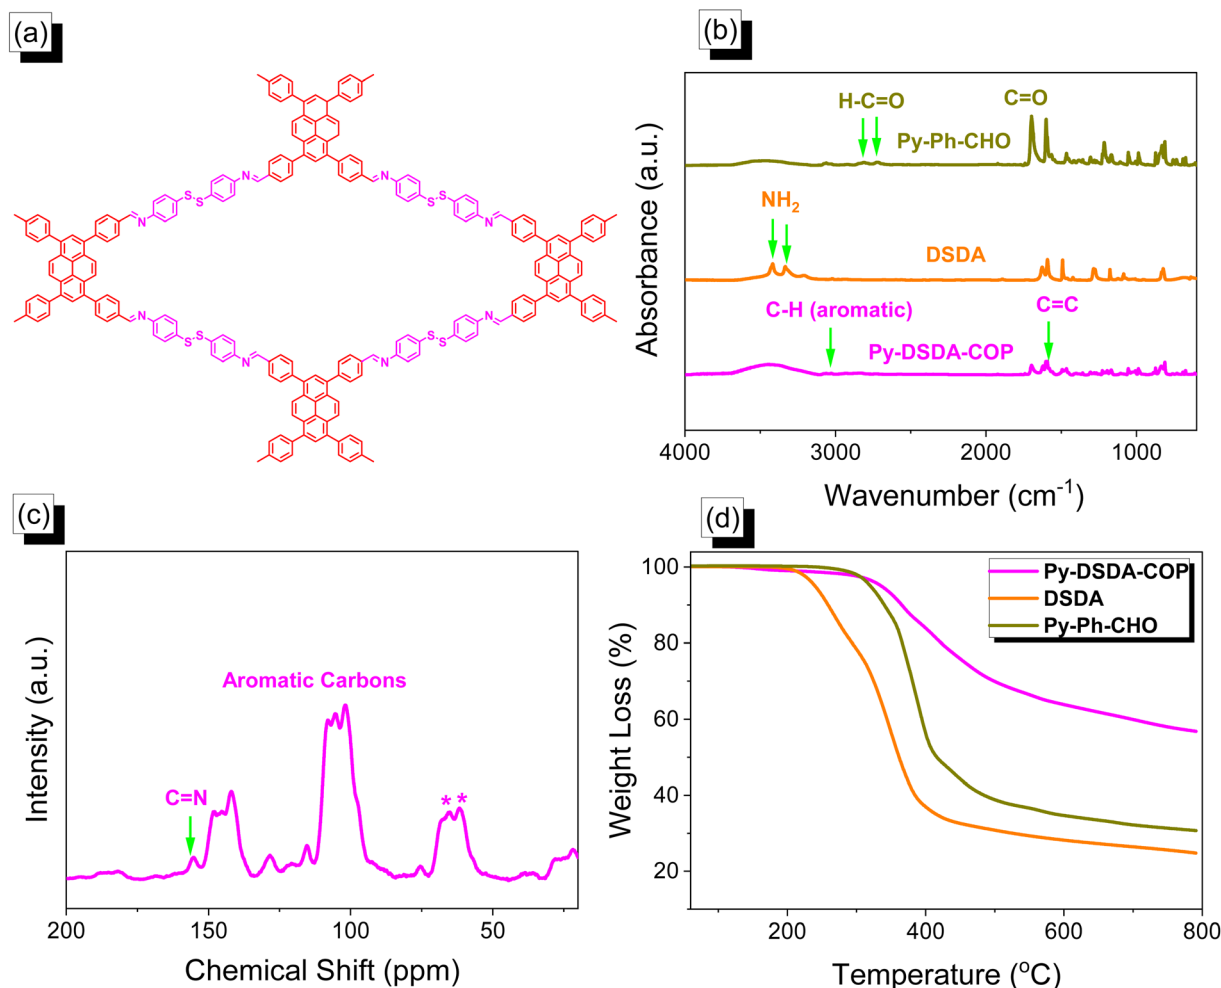 (a)
N
S
S
N
N
S
S
N
N
S
S
N
N
S
S
N
(b)
H-C=O
C=O
Py-Ph-CHO
NH₂
DSDA
C-H (aromatic)
C=C
Py-DSDA-COP
Absorbance (a.u.)
4000 3000 2000 1000
Wavenumber (cm⁻¹)
(c)
Aromatic Carbons
C=N
* *
Intensity (a.u.)
200 150 100 50
Chemical Shift (ppm)
(d)
Py-DSDA-COP
DSDA
Py-Ph-CHO
Weight Loss (%)
100
80
60
40
20
200 400 600 800
Temperature (°C)